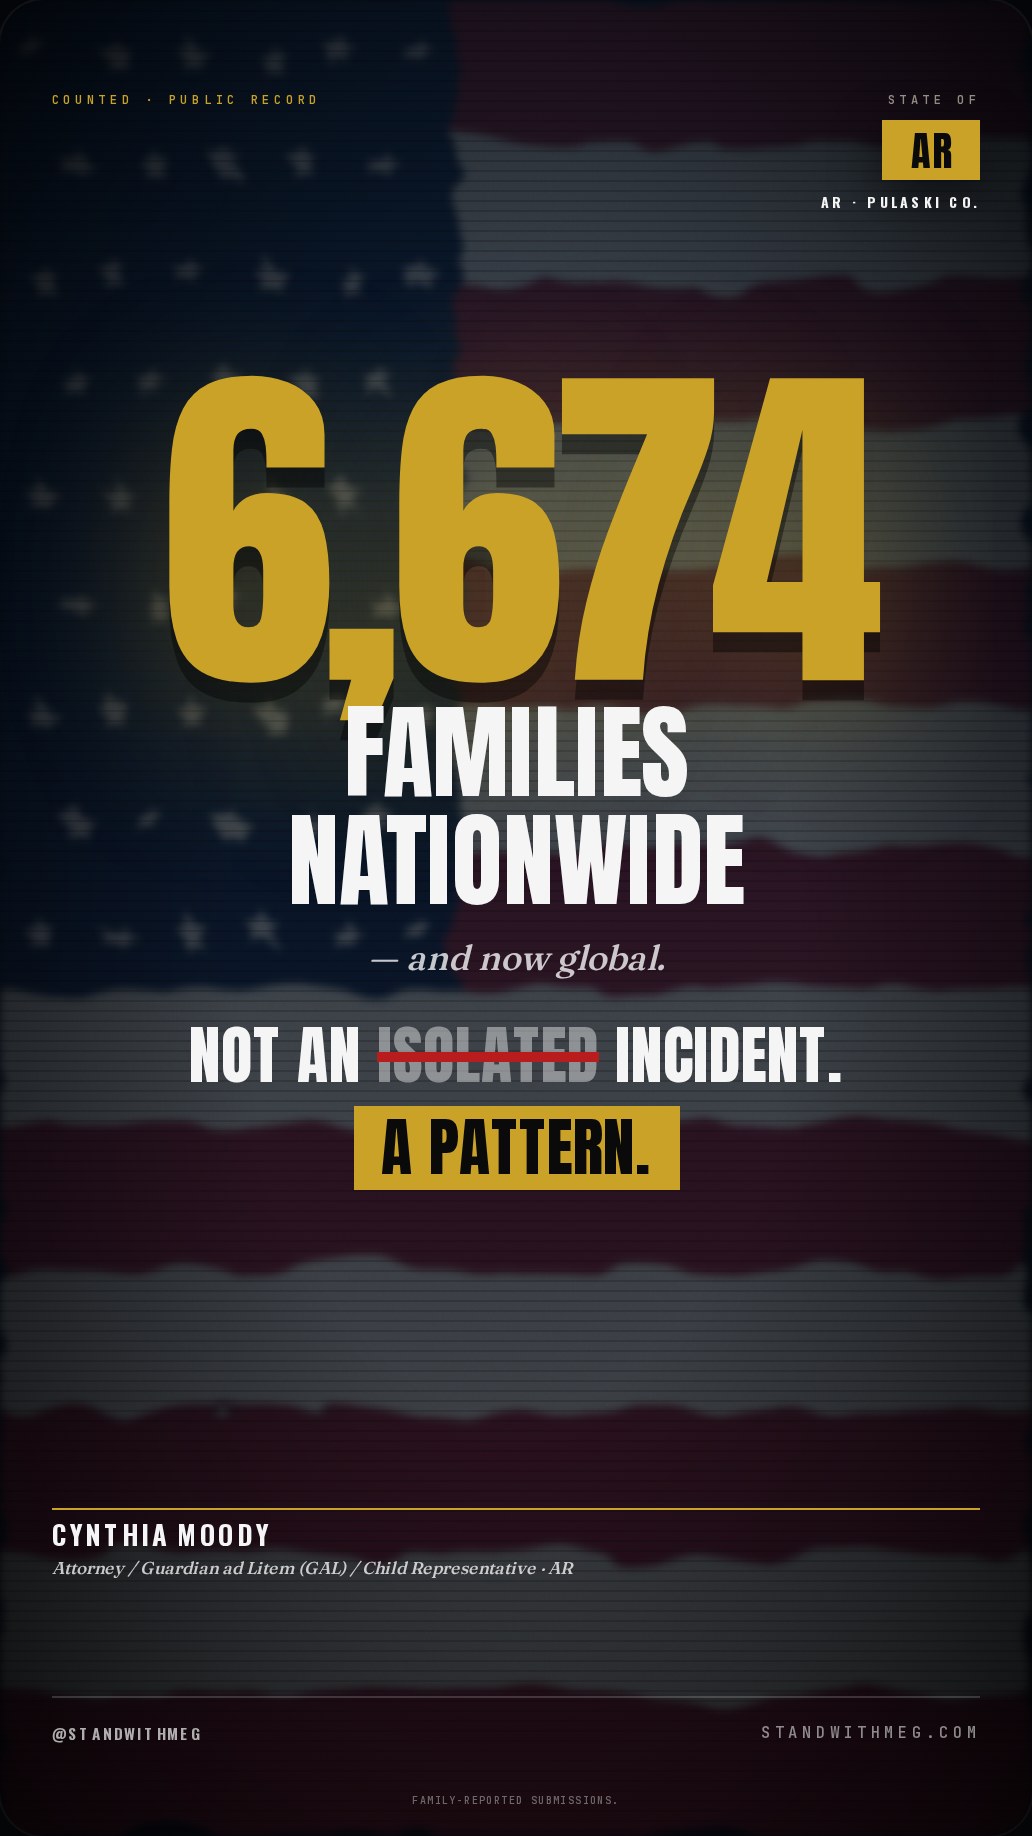 COUNTED · PUBLIC RECORD
STATE OF
AR
AR · PULASKI CO.
6,674
FAMILIES
NATIONWIDE
— and now global.
NOT AN ISOLATED INCIDENT.
A PATTERN.
CYNTHIA MOODY
Attorney / Guardian ad Litem (GAL) / Child Representative · AR
@STANDWITHMEG
STANDWITHMEG.COM
FAMILY-REPORTED SUBMISSIONS.